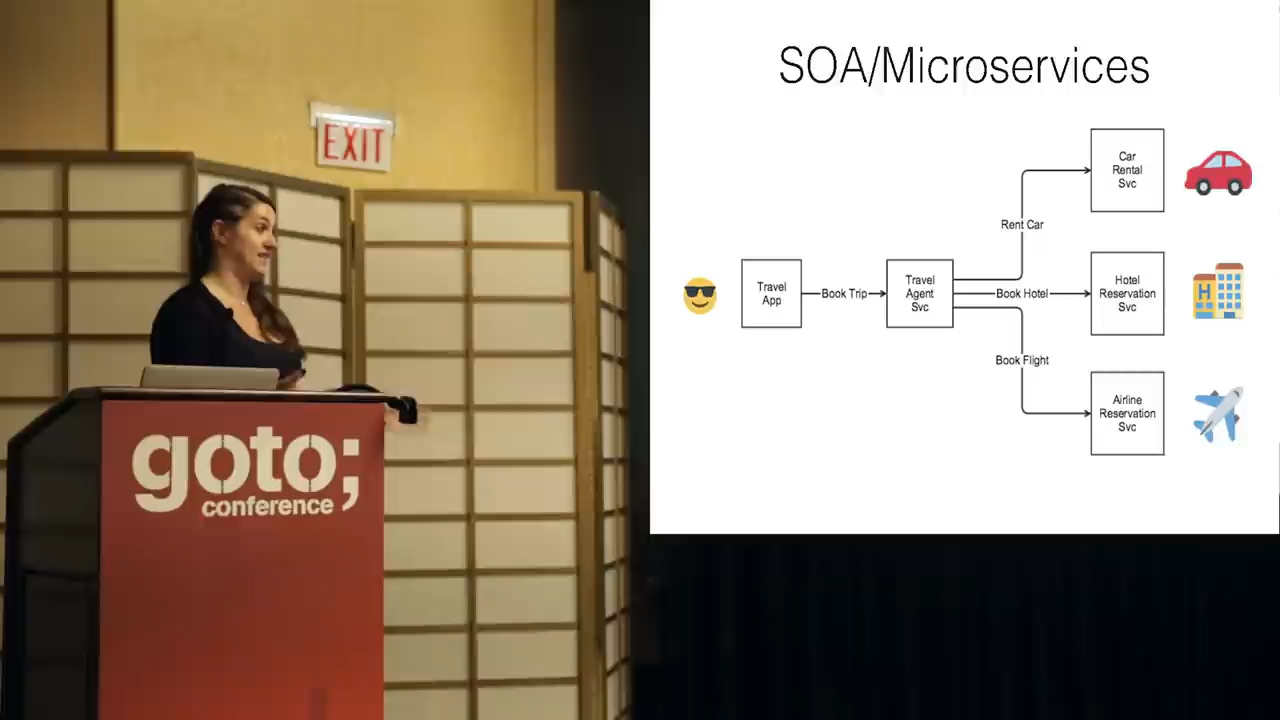 EXIT
goto;
conference
SOA/Microservices
Car
Rental
Svc
Rent Car
Travel
App
Book Trip
Travel
Agent
Svc
Book Hotel
Hotel
Reservation
Svc
H
Book Flight
Airline
Reservation
Svc